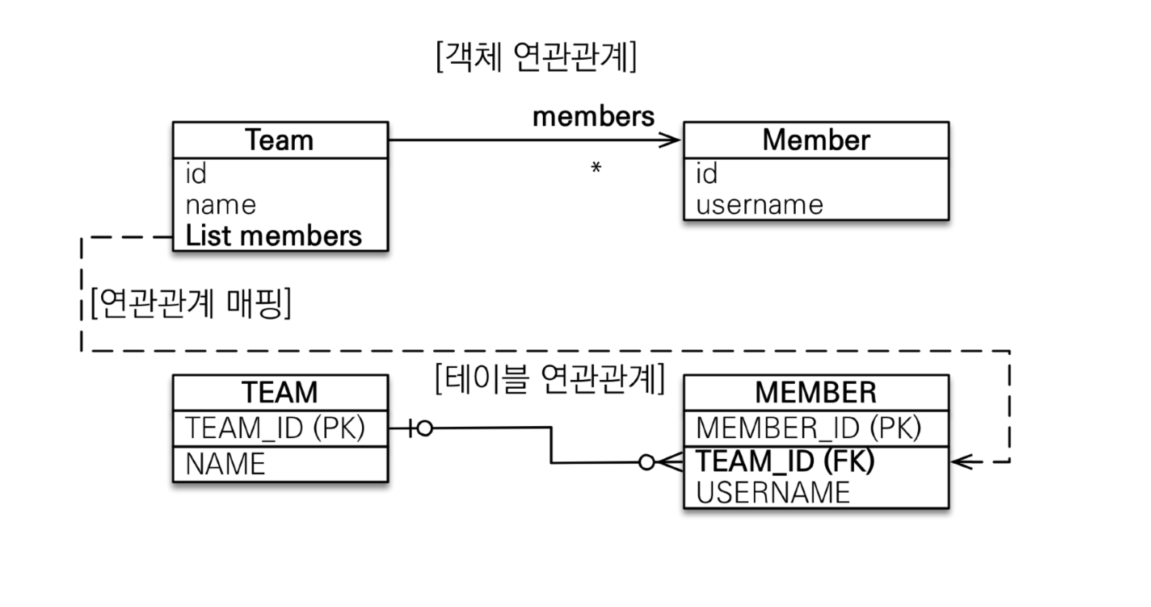 [객체 연관관계]
members
Team
Member
*
id
name
List members
id
username
[연관관계 매핑]
[테이블 연관관계]
TEAM
TEAM_ID (PK)
NAME
MEMBER
MEMBER_ID (PK)
TEAM_ID (FK)
USERNAME